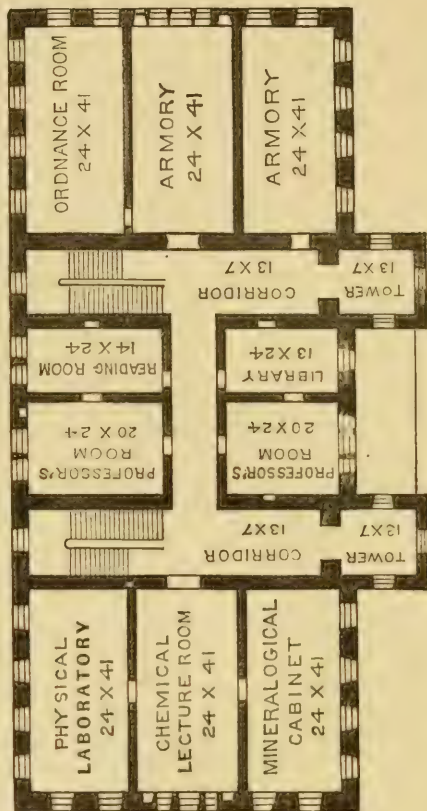 ORDNANCE ROOM
24 X 41
ARMORY
24 X 41
ARMORY
24 X 41
CORRIDOR
13 X 7
TOWER
13 X 7
READING ROOM
14 X 24
LIBRARY
13 X 24
PROFESSOR'S
ROOM
20 X 24
PROFESSOR'S
ROOM
20 X 24
CORRIDOR
13 X 7
TOWER
13 X 7
PHYSICAL
LABORATORY
24 X 41
CHEMICAL
LECTURE ROOM
24 X 41
MINERALOGICAL
CABINET
24 X 41